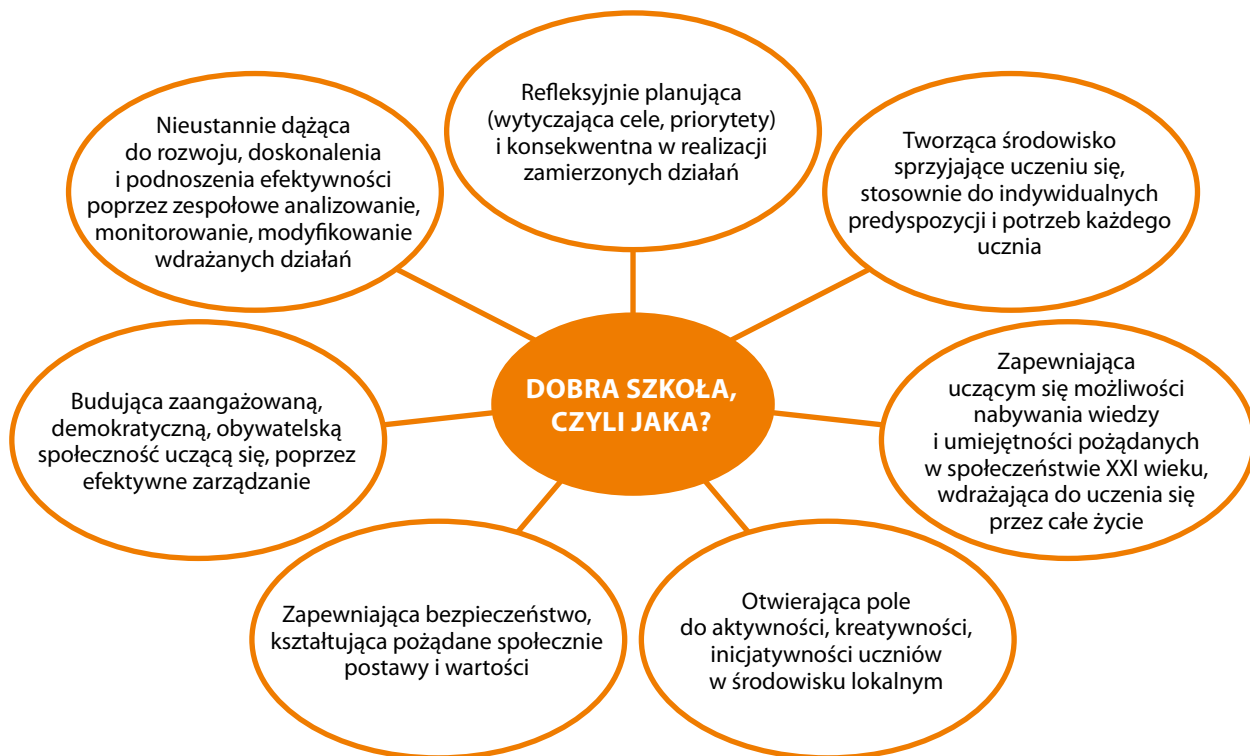 Refleksyjnie planująca
(wytyczająca cele, priorytety)
i konsekwentna w realizacji
zamierzonych działań
Nieustannie dążąca
do rozwoju, doskonalenia
i podnoszenia efektywności
poprzez zespołowe analizowanie,
monitorowanie, modyfikowanie
wdrażanych działań
Tworząca środowisko
sprzyjające uczeniu się,
stosownie do indywidualnych
predyspozycji i potrzeb każdego
ucznia
DOBRA SZKOŁA,
CZYLI JAKA?
Budująca zaangażowaną,
demokratyczną, obywatelską
społeczność uczącą się, poprzez
efektywne zarządzanie
Zapewniająca
uczącym się możliwości
nabywania wiedzy
i umiejętności pożądanych
w społeczeństwie XXI wieku,
wdrażająca do uczenia się
przez całe życie
Zapewniająca bezpieczeństwo,
kształtująca pożądane społecznie
postawy i wartości
Otwierająca pole
do aktywności, kreatywności,
inicjatywności uczniów
w środowisku lokalnym